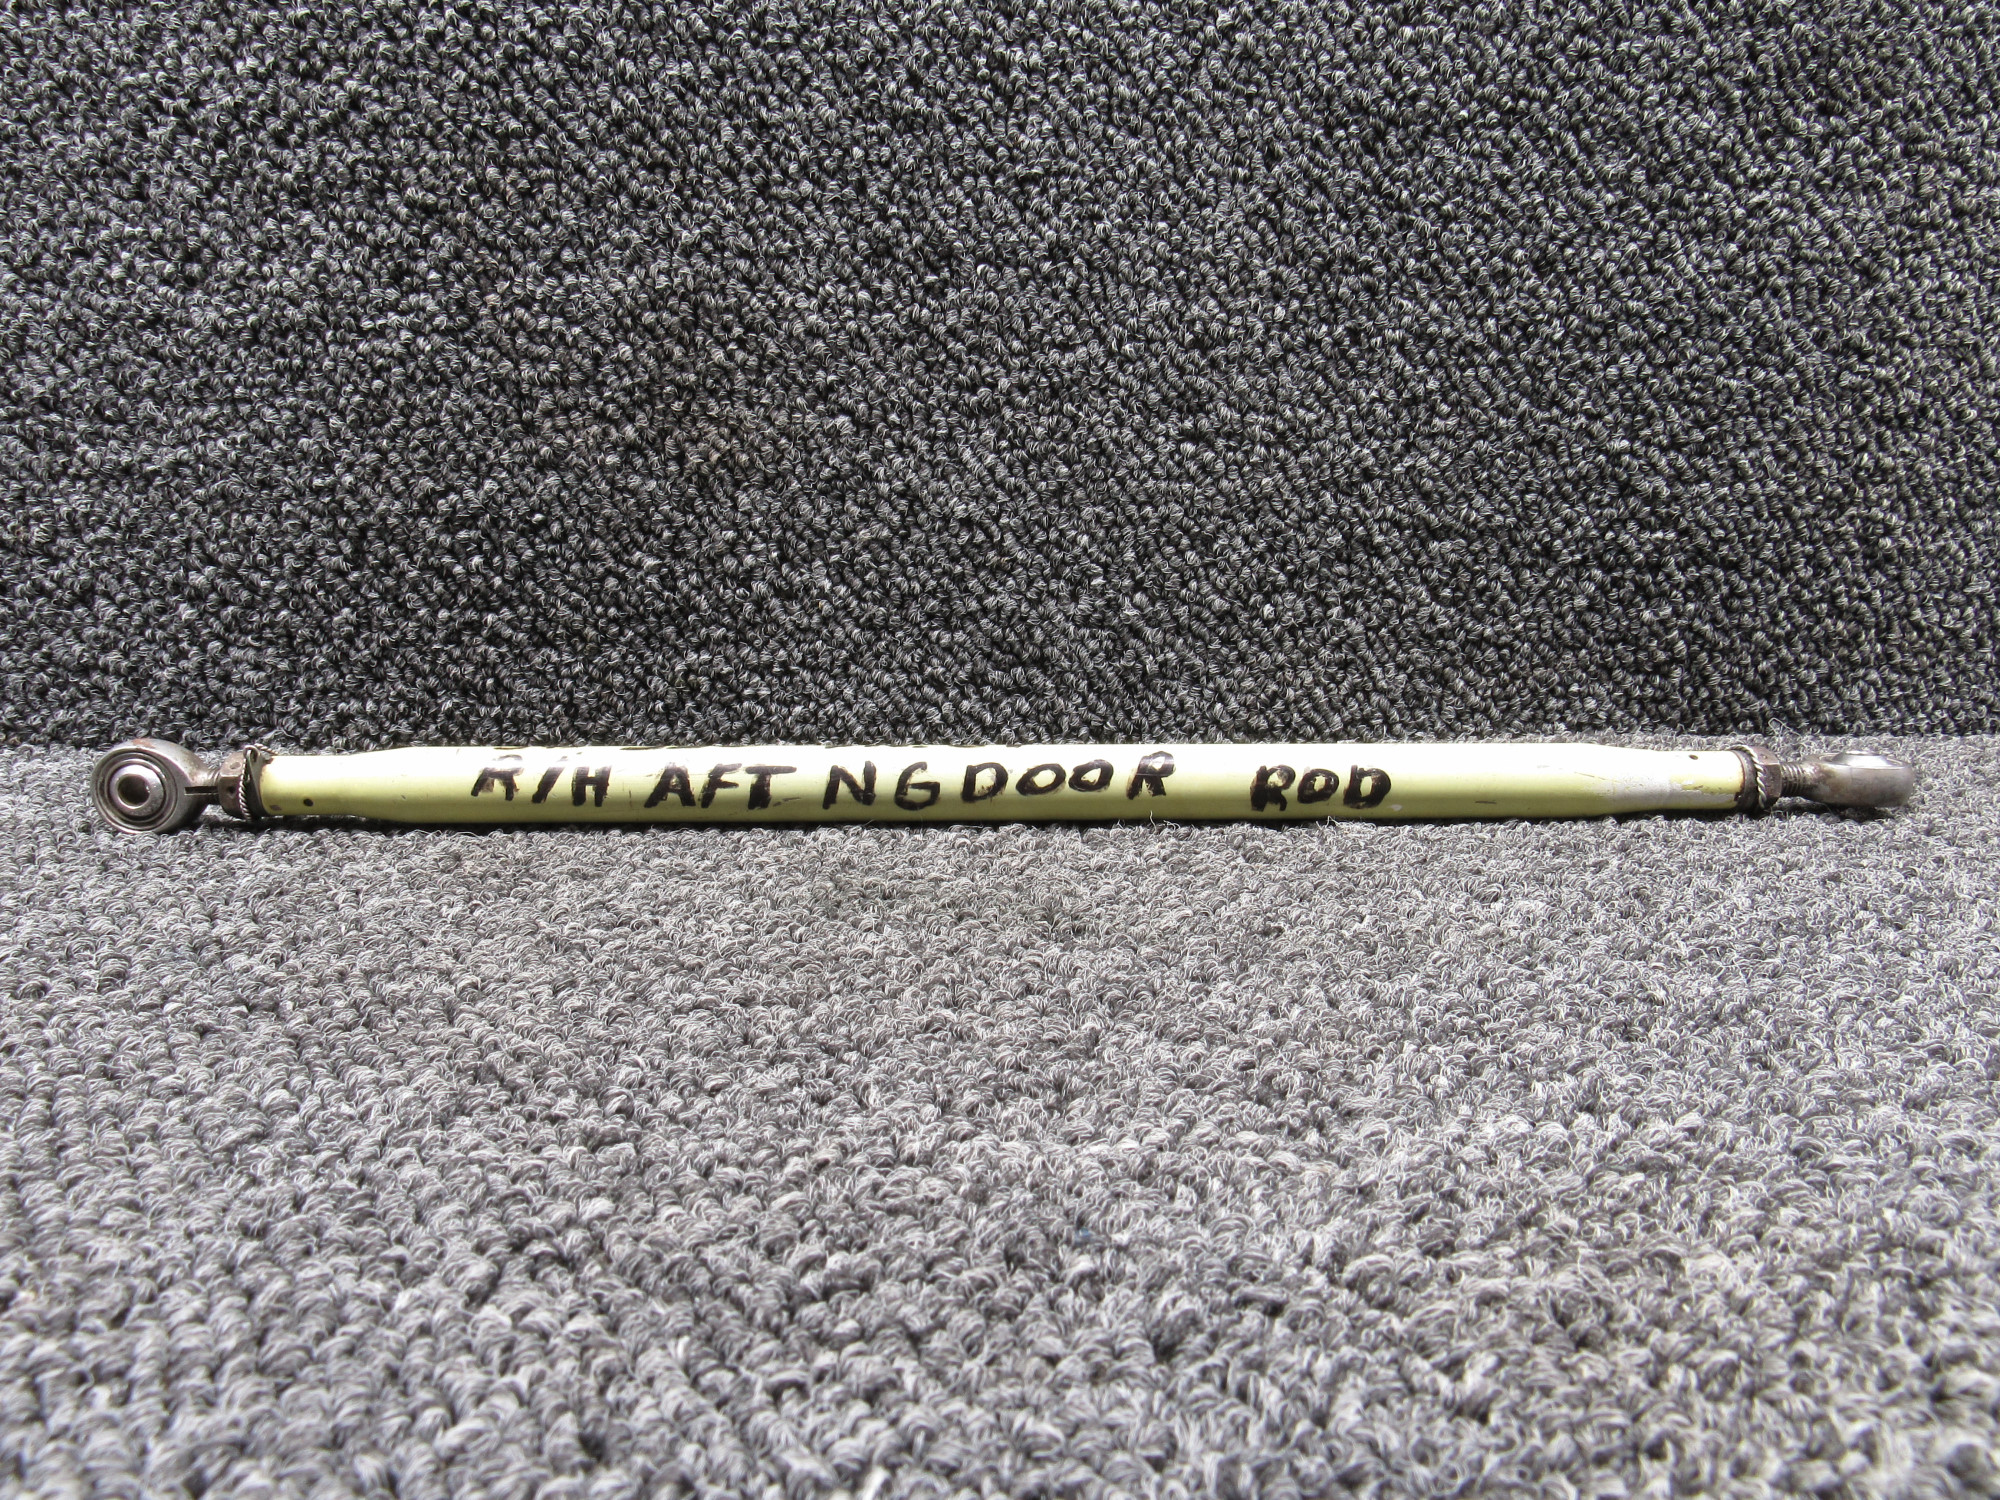 R/H AFT NG DOOR ROD